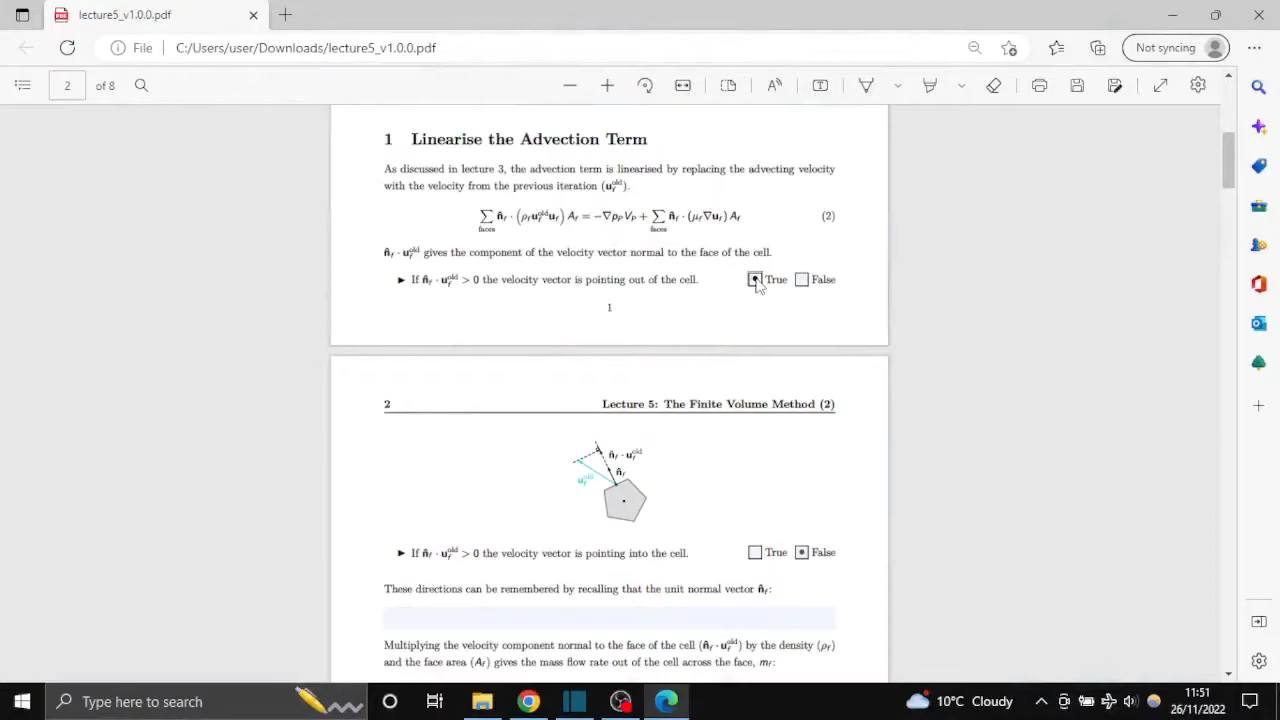 lecture5_v1.0.0.pdf
File C:/Users/user/Downloads/lecture5_v1.0.0.pdf
Not syncing
2 of 8
1 Linearise the Advection Term
As discussed in lecture 3, the advection term is linearised by replacing the advecting velocity
with the velocity from the previous iteration (u_f^old).
∑_faces n̂_f · (ρ_f u_f^old u_f) A_f = −∇p_P V_P + ∑_faces n̂_f · (μ_f ∇u_f) A_f (2)
n̂_f · u_f^old gives the component of the velocity vector normal to the face of the cell.
► If n̂_f · u_f^old > 0 the velocity vector is pointing out of the cell. True False
1
2 Lecture 5: The Finite Volume Method (2)
n̂_f · u_f^old
n̂_f
u_f^old
► If n̂_f · u_f^old > 0 the velocity vector is pointing into the cell. True False
These directions can be remembered by recalling that the unit normal vector n̂_f:
Multiplying the velocity component normal to the face of the cell (n̂_f · u_f^old) by the density (ρ_f)
and the face area (A_f) gives the mass flow rate out of the cell across the face, m_f:
Type here to search
10°C Cloudy
11:51
26/11/2022